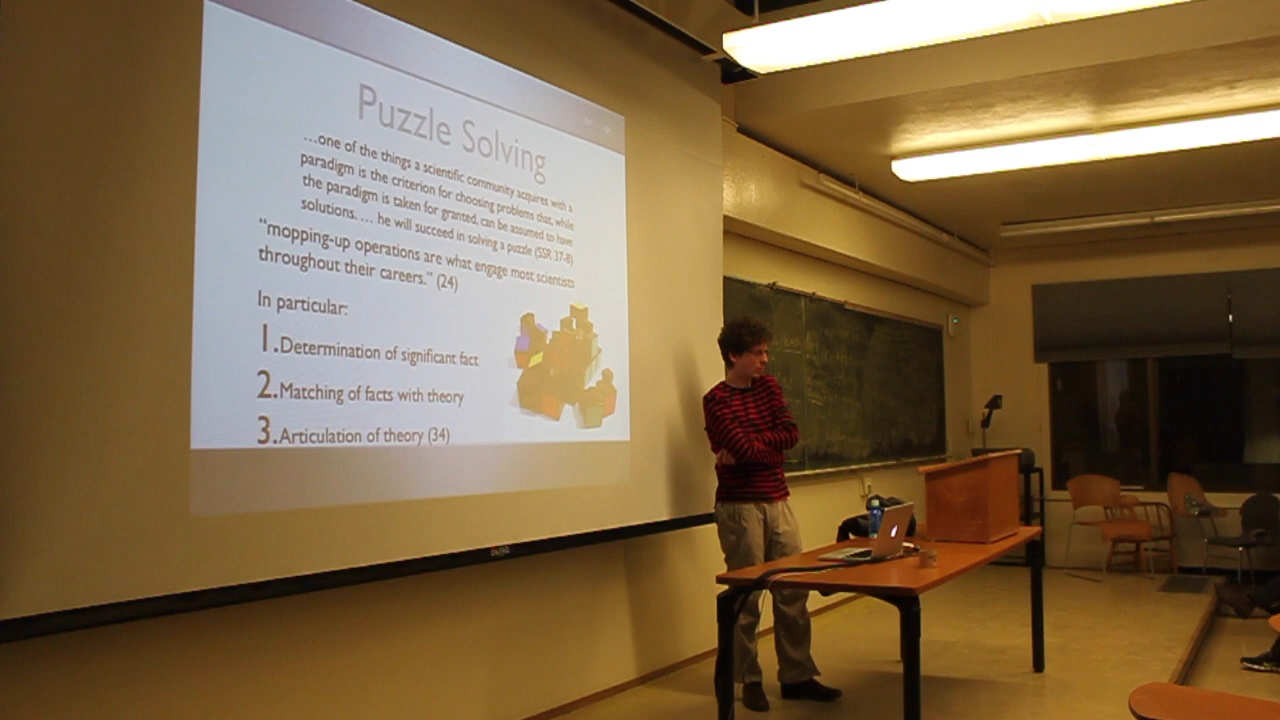 Puzzle Solving
…one of the things a scientific community acquires with a
paradigm is the criterion for choosing problems that, while
the paradigm is taken for granted, can be assumed to have
solutions. … he will succeed in solving a puzzle (SSR 37-8)
“mopping-up operations are what engage most scientists
throughout their careers.” (24)
In particular:
1.Determination of significant fact
2.Matching of facts with theory
3.Articulation of theory (34)